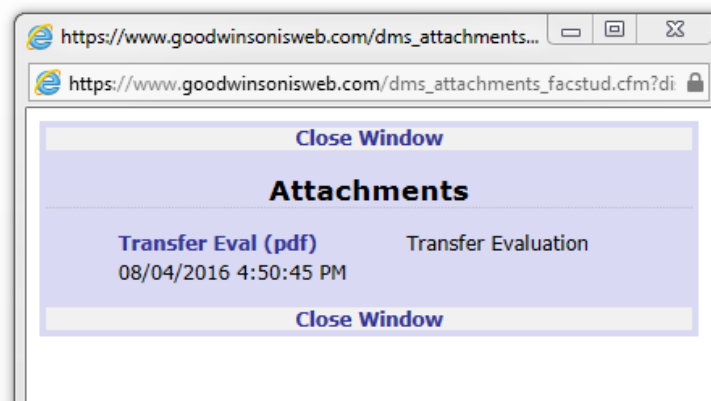 https://www.goodwinsonisweb.com/dms_attachments...
https://www.goodwinsonisweb.com/dms_attachments_facstud.cfm?di
Close Window
Attachments
Transfer Eval (pdf) Transfer Evaluation
08/04/2016 4:50:45 PM
Close Window